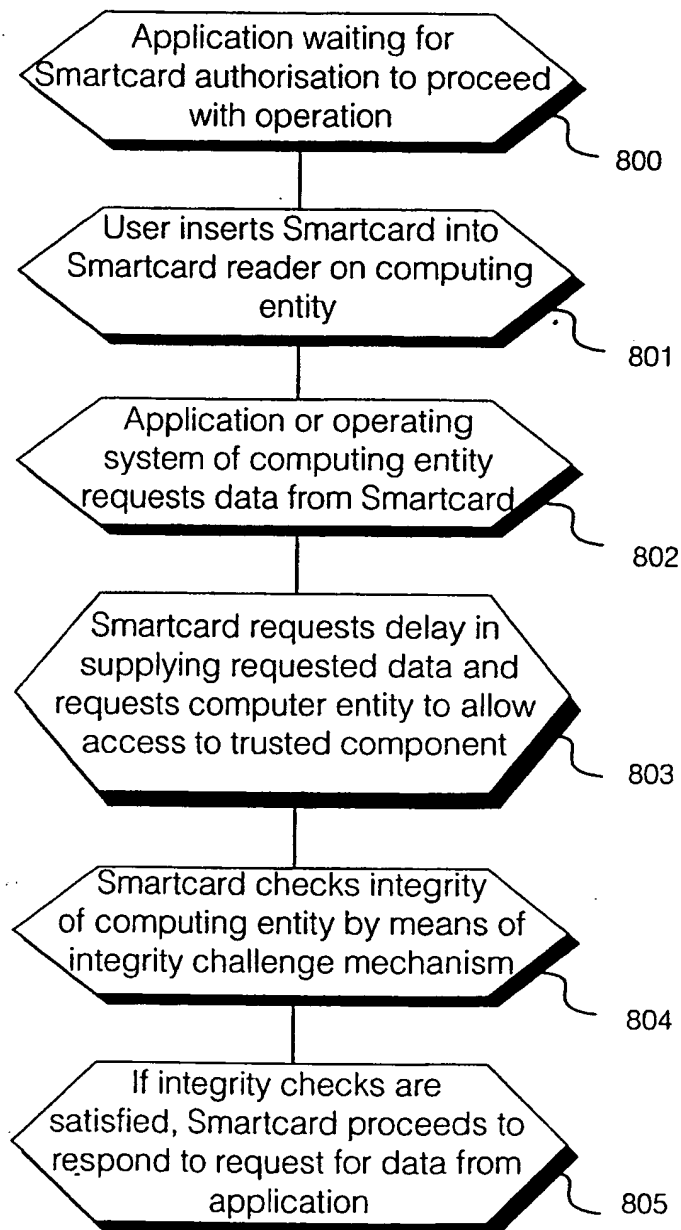 Application waiting for
Smartcard authorisation to proceed
with operation
800
User inserts Smartcard into
Smartcard reader on computing
entity
801
Application or operating
system of computing entity
requests data from Smartcard
802
Smartcard requests delay in
supplying requested data and
requests computer entity to allow
access to trusted component
803
Smartcard checks integrity
of computing entity by means of
integrity challenge mechanism
804
If integrity checks are
satisfied, Smartcard proceeds to
respond to request for data from
application
805